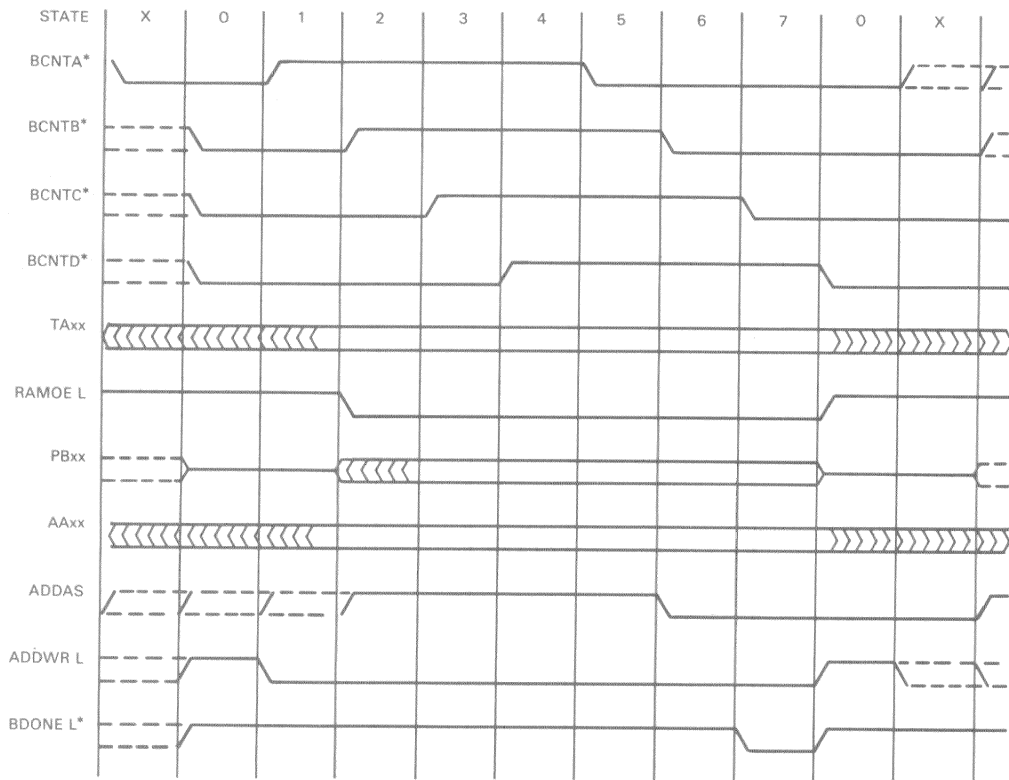 STATE X 0 1 2 3 4 5 6 7 0 X
BCNTA*
BCNTB*
BCNTC*
BCNTD*
TAxx
RAMOE L
PBxx
AAxx
ADDAS
ADDWR L
BDONE L*